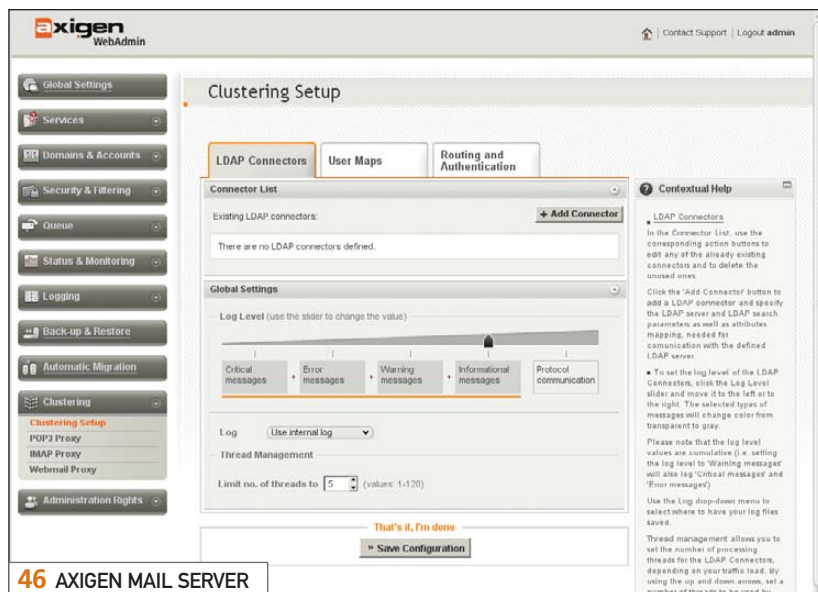 axigen
WebAdmin
Contact Support | Logout admin
Global Settings
Services
Domains & Accounts
Security & Filtering
Queue
Status & Monitoring
Logging
Back-up & Restore
Automatic Migration
Clustering
Clustering Setup
POP3 Proxy
IMAP Proxy
Webmail Proxy
Administration Rights
Clustering Setup
LDAP Connectors
User Maps
Routing and
Authentication
Connector List
Existing LDAP connectors:
+ Add Connector
There are no LDAP connectors defined.
Global Settings
Log Level (use the slider to change the value)
Critical
messages
+
Error
messages
+
Warning
messages
+
Informational
messages
Protocol
communication
Log Use internal log
Thread Management
Limit no. of threads to 5 (values: 1-128)
That's it, I'm done
» Save Configuration
Contextual Help
LDAP Connectors
In the Connector List, use the
corresponding action buttons to
edit any of the already existing
connectors and to delete the
unused ones.
Click the 'Add Connector' button to
add a LDAP connector and specify
the LDAP server and LDAP search
parameters as well as attributes
mapping, needed for
comunication with the defined
LDAP server.
To set the log level of the LDAP
Connectors, click the Log Level
slider and move it to the left or to
the right. The selected types of
messages will change color from
transparent to gray.
Please note that the log level
values are cumulative (i.e. setting
the log level to 'Warning messages'
will also log 'Critical messages' and
'Error messages')
Use the Log drop-down menu to
select where to have your log files
saved.
Thread management allows you to
set the number of processing
threads for the LDAP Connectors,
depending on your traffic load. By
using the up and down arrows, set a
number of threads to be used by
46 AXIGEN MAIL SERVER